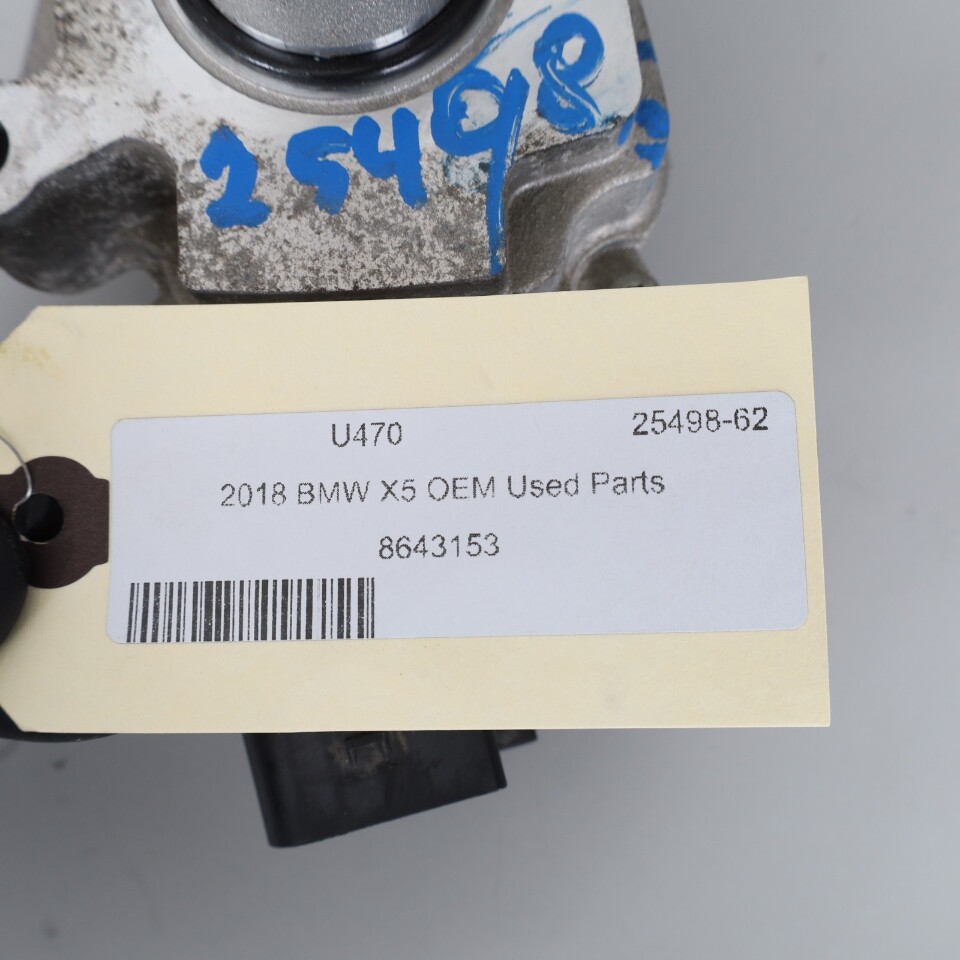 25498
U470 25498-62
2018 BMW X5 OEM Used Parts
8643153